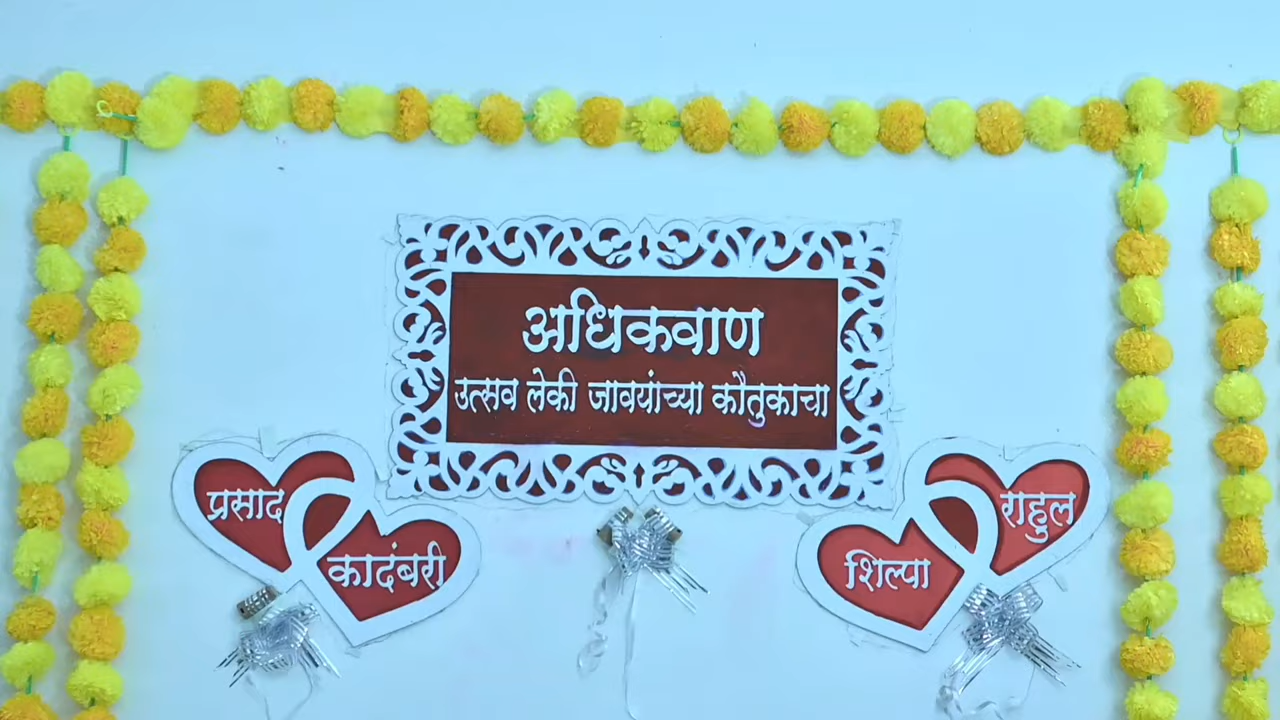 अधिकवाण
उत्सव लेकी जावयांच्या कौतुकाचा
प्रसाद
कादंबरी
राहुल
शिल्पा